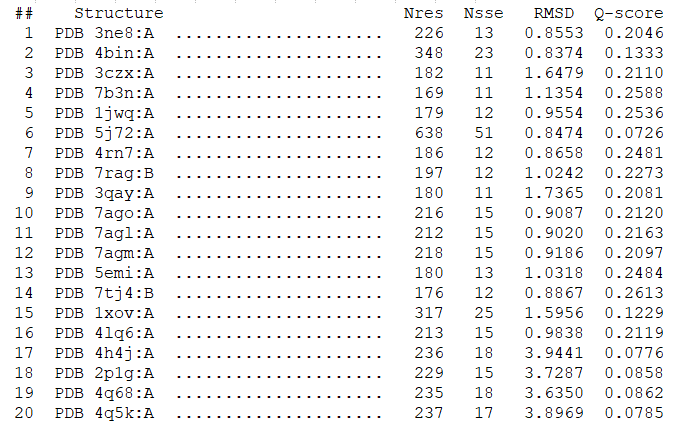 ##   Structure                            Nres  Nsse   RMSD  Q-score
 1  PDB 3ne8:A  .....................   226   13   0.8553  0.2046
 2  PDB 4bin:A  .....................   348   23   0.8374  0.1333
 3  PDB 3czx:A  .....................   182   11   1.6479  0.2110
 4  PDB 7b3n:A  .....................   169   11   1.1354  0.2588
 5  PDB 1jwq:A  .....................   179   12   0.9554  0.2536
 6  PDB 5j72:A  .....................   638   51   0.8474  0.0726
 7  PDB 4rn7:A  .....................   186   12   0.8658  0.2481
 8  PDB 7rag:B  .....................   197   12   1.0242  0.2273
 9  PDB 3qay:A  .....................   180   11   1.7365  0.2081
10  PDB 7ago:A  .....................   216   15   0.9087  0.2120
11  PDB 7agl:A  .....................   212   15   0.9020  0.2163
12  PDB 7agm:A  .....................   218   15   0.9186  0.2097
13  PDB 5emi:A  .....................   180   13   1.0318  0.2484
14  PDB 7tj4:B  .....................   176   12   0.8867  0.2613
15  PDB 1xov:A  .....................   317   25   1.5956  0.1229
16  PDB 4lq6:A  .....................   213   15   0.9838  0.2119
17  PDB 4h4j:A  .....................   236   18   3.9441  0.0776
18  PDB 2p1g:A  .....................   229   15   3.7287  0.0858
19  PDB 4q68:A  .....................   235   18   3.6350  0.0862
20  PDB 4q5k:A  .....................   237   17   3.8969  0.0785